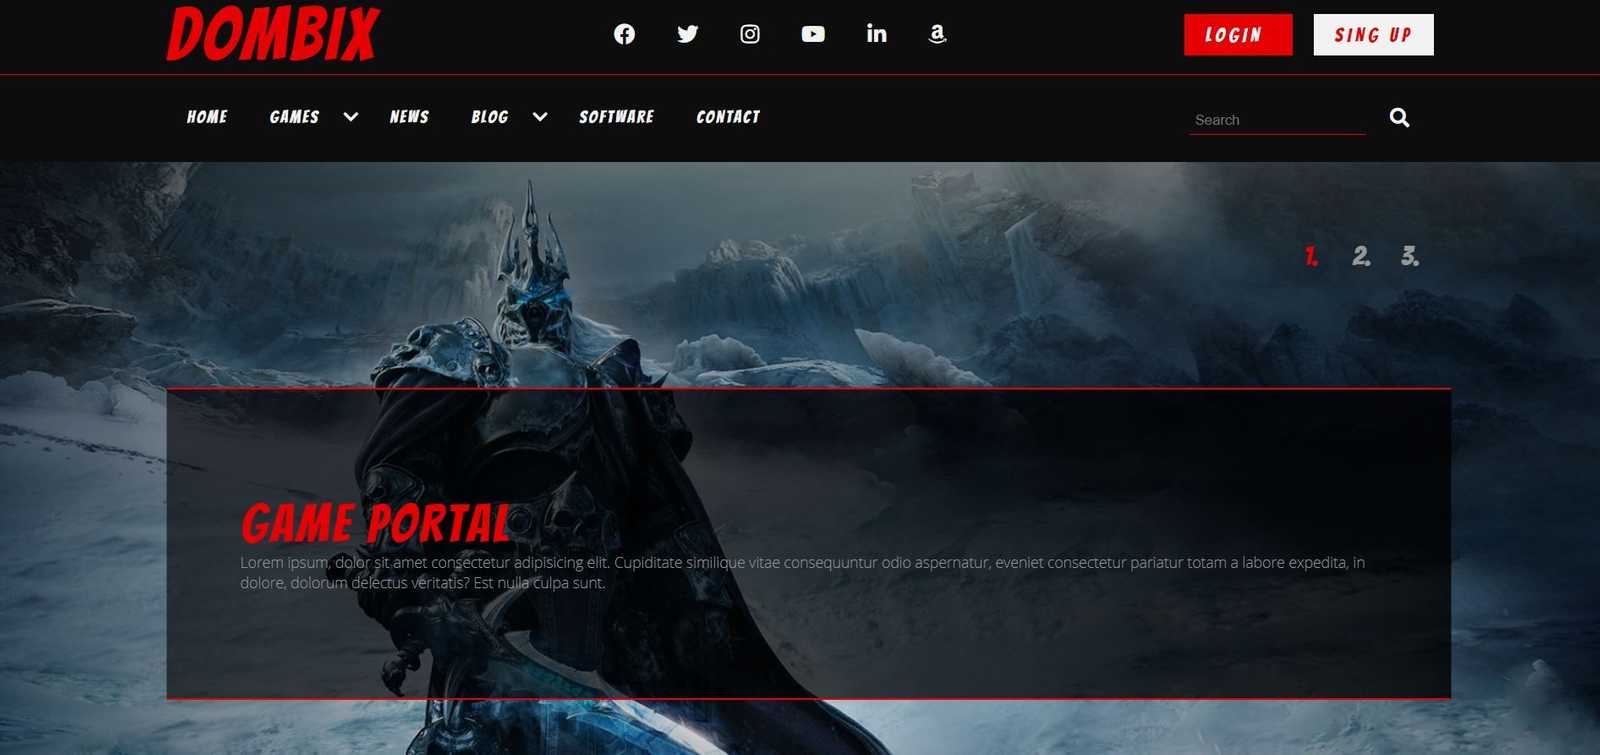 DOMBIX
LOGIN
SING UP
HOME GAMES NEWS BLOG SOFTWARE CONTACT
Search
1. 2. 3.
GAME PORTAL
Lorem ipsum, dolor sit amet consectetur adipisicing elit. Cupiditate similique vitae consequuntur odio aspernatur, eveniet consectetur pariatur totam a labore expedita, in
dolore, dolorum delectus veritatis? Est nulla culpa sunt.